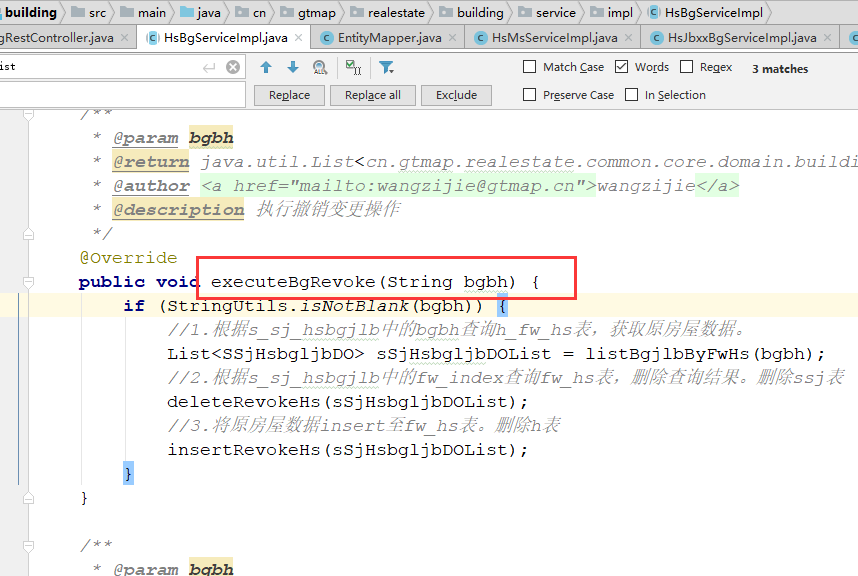 building src main java cn gtmap realestate building service impl HsBgServiceImpl
gRestController.java HsBgServiceImpl.java EntityMapper.java HsMsServiceImpl.java HsJbxxBgServiceImpl.java
ist Match Case Words Regex 3 matches
Replace Replace all Exclude Preserve Case In Selection
/**
* @param bgbh
* @return java.util.List<cn.gtmap.realestate.common.core.domain.buildi
* @author <a href="mailto:wangzijie@gtmap.cn">wangzijie</a>
* @description 执行撤销变更操作
*/
@Override
public void executeBgRevoke(String bgbh) {
if (StringUtils.isNotBlank(bgbh)) {
//1.根据s_sj_hsbgjlb中的bgbh查询h_fw_hs表，获取原房屋数据。
List<SSjHsbgljbDO> sSjHsbgljbDOList = listBgjlbByFwHs(bgbh);
//2.根据s_sj_hsbgjlb中的fw_index查询fw_hs表，删除查询结果。删除ssj表
deleteRevokeHs(sSjHsbgljbDOList);
//3.将原房屋数据insert至fw_hs表。删除h表
insertRevokeHs(sSjHsbgljbDOList);
}
}
/**
* @param bgbh